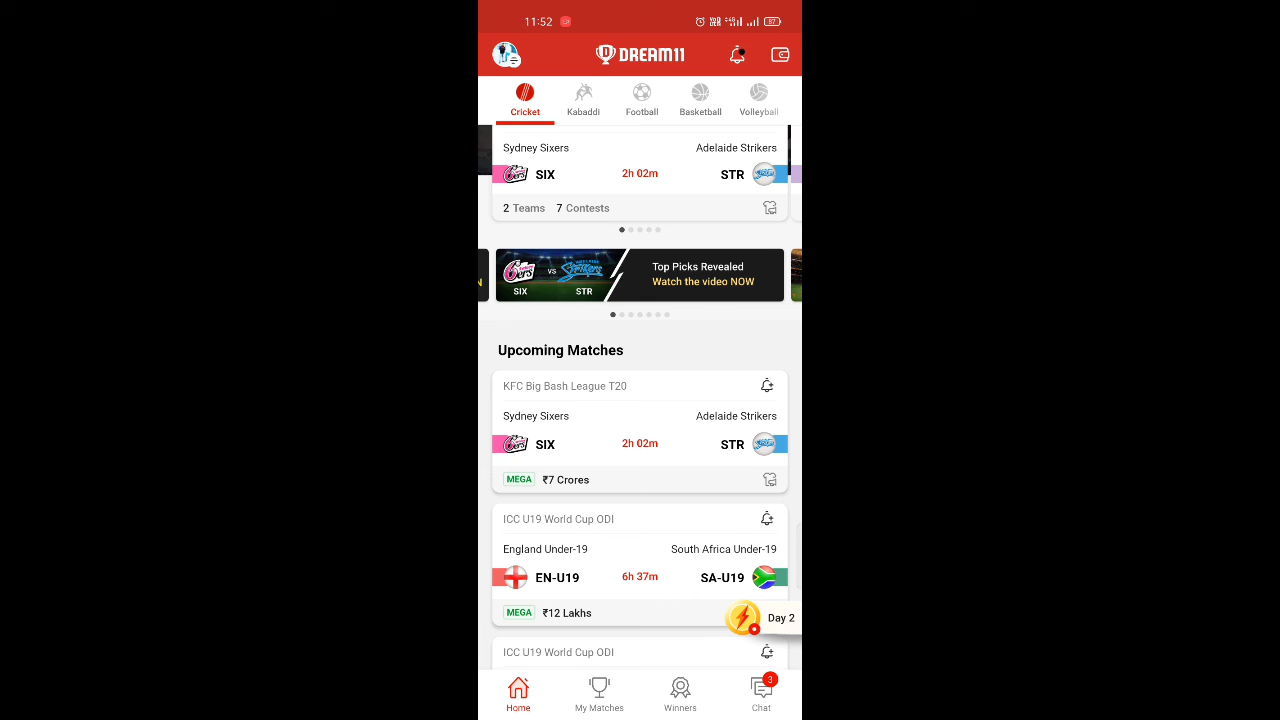 11:52
87
DREAM11
Cricket Kabaddi Football Basketball Volleyball
Sydney Sixers Adelaide Strikers
SIX 2h 02m STR
2 Teams 7 Contests
N
VS
SIX STR
Top Picks Revealed
Watch the video NOW
Upcoming Matches
KFC Big Bash League T20
Sydney Sixers Adelaide Strikers
SIX 2h 02m STR
MEGA ₹7 Crores
ICC U19 World Cup ODI
England Under-19 South Africa Under-19
EN-U19 6h 37m SA-U19
MEGA ₹12 Lakhs
Day 2
ICC U19 World Cup ODI
3
Home My Matches Winners Chat